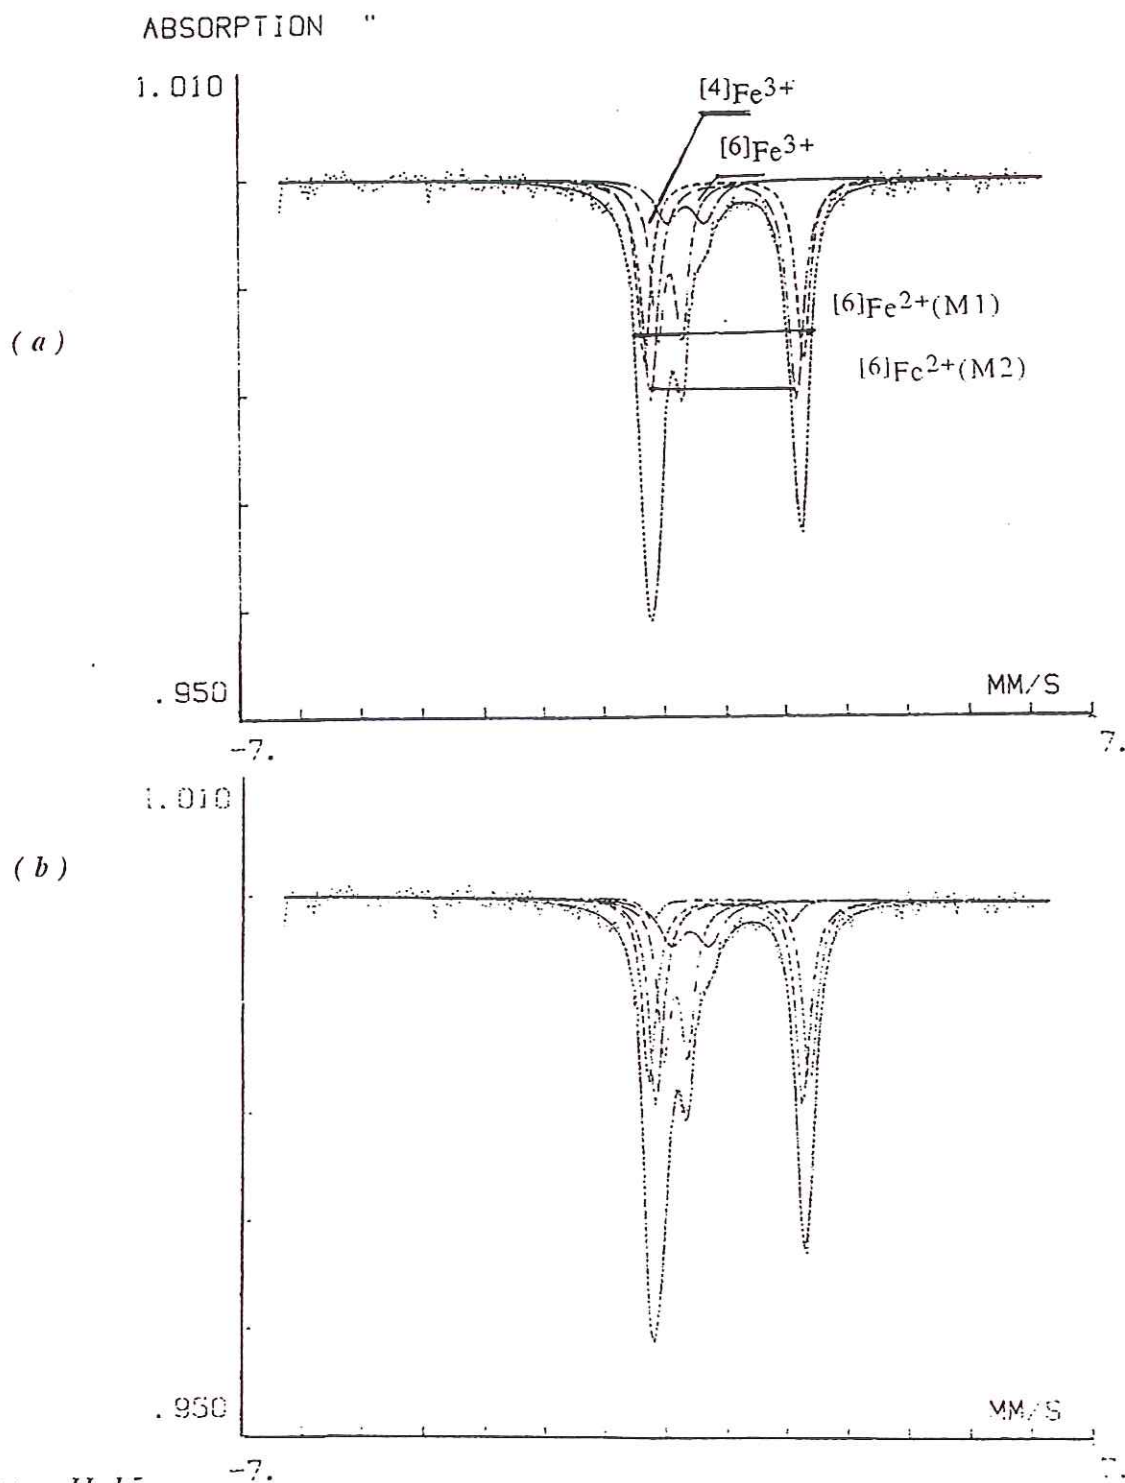 ABSORPTION "
1.010
[4]Fe3+
[6]Fe3+
[6]Fe2+(M1)
(a)
[6]Fe2+(M2)
.950
MM/S
-7.
7.
1.010
(b)
.950
MM/S
-7.